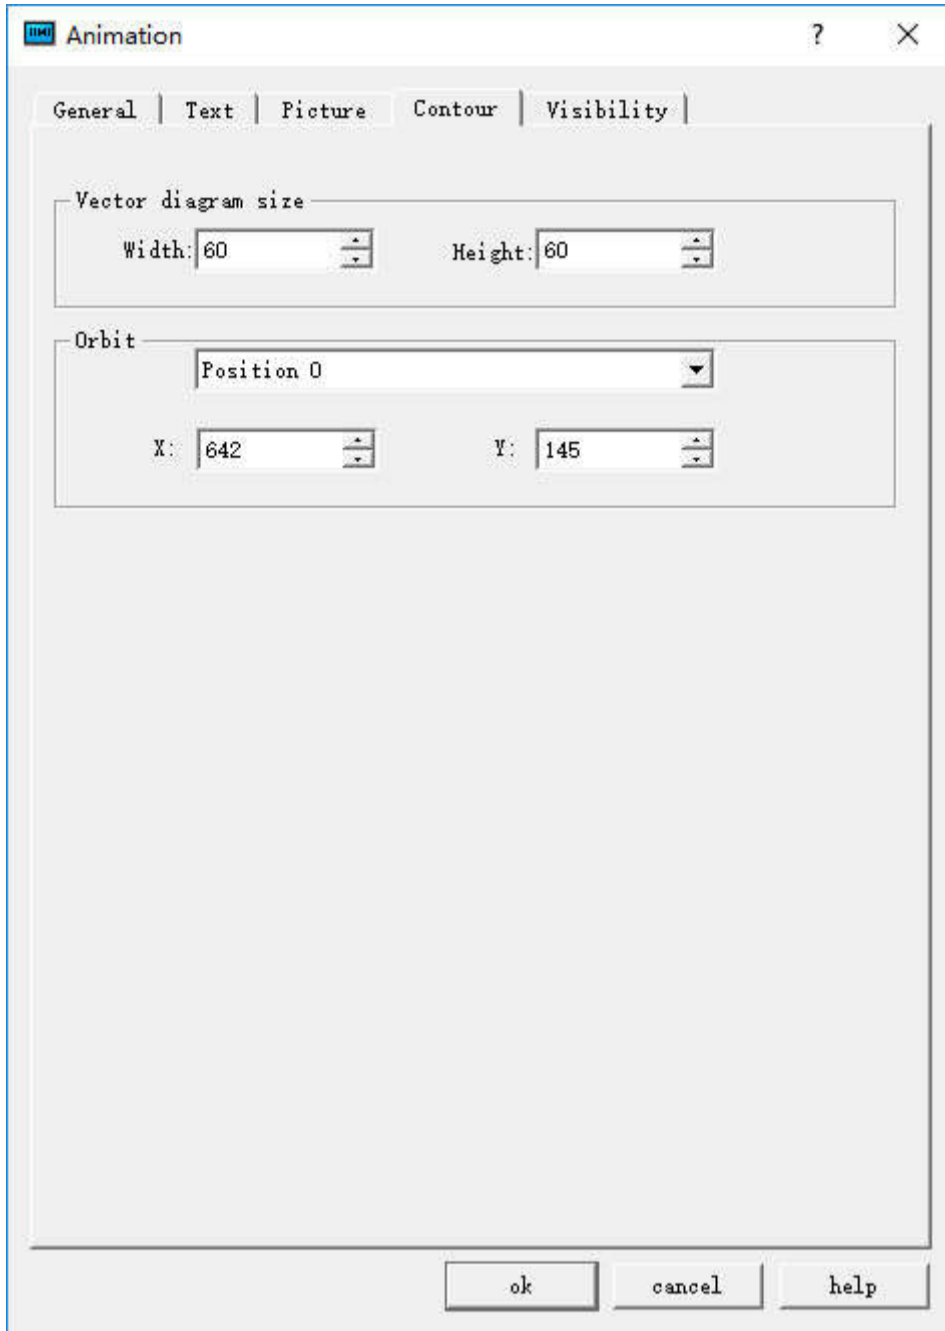 HMI Animation ?
General Text Picture Contour Visibility
Vector diagram size
Width: 60 Height: 60
Orbit
Position 0
X: 642 Y: 145
ok cancel help